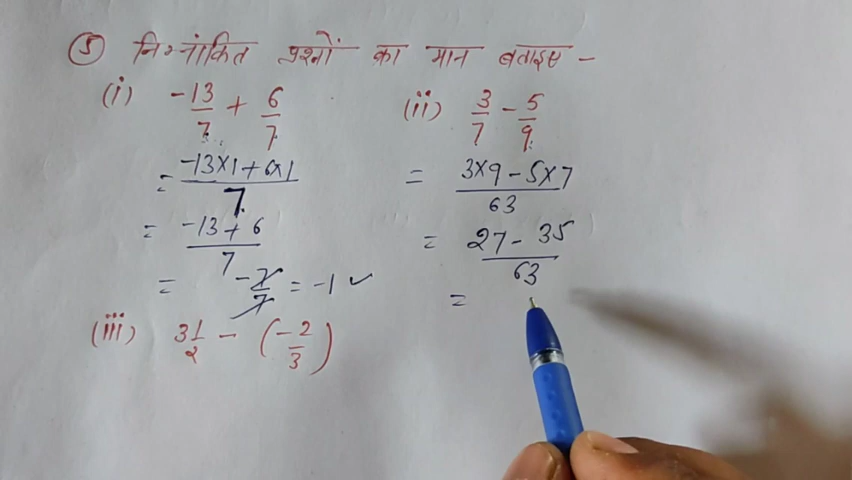 ⑤ निम्नांकित प्रश्नों का मान बताइए -
(i) -13/7 + 6/7
= (-13×1+6×1)/7
= (-13+6)/7
= -7/7 = -1 ✓
(ii) 3/7 - 5/9
= (3×9-5×7)/63
= (27-35)/63
=
(iii) 3 1/2 - (-2/3)